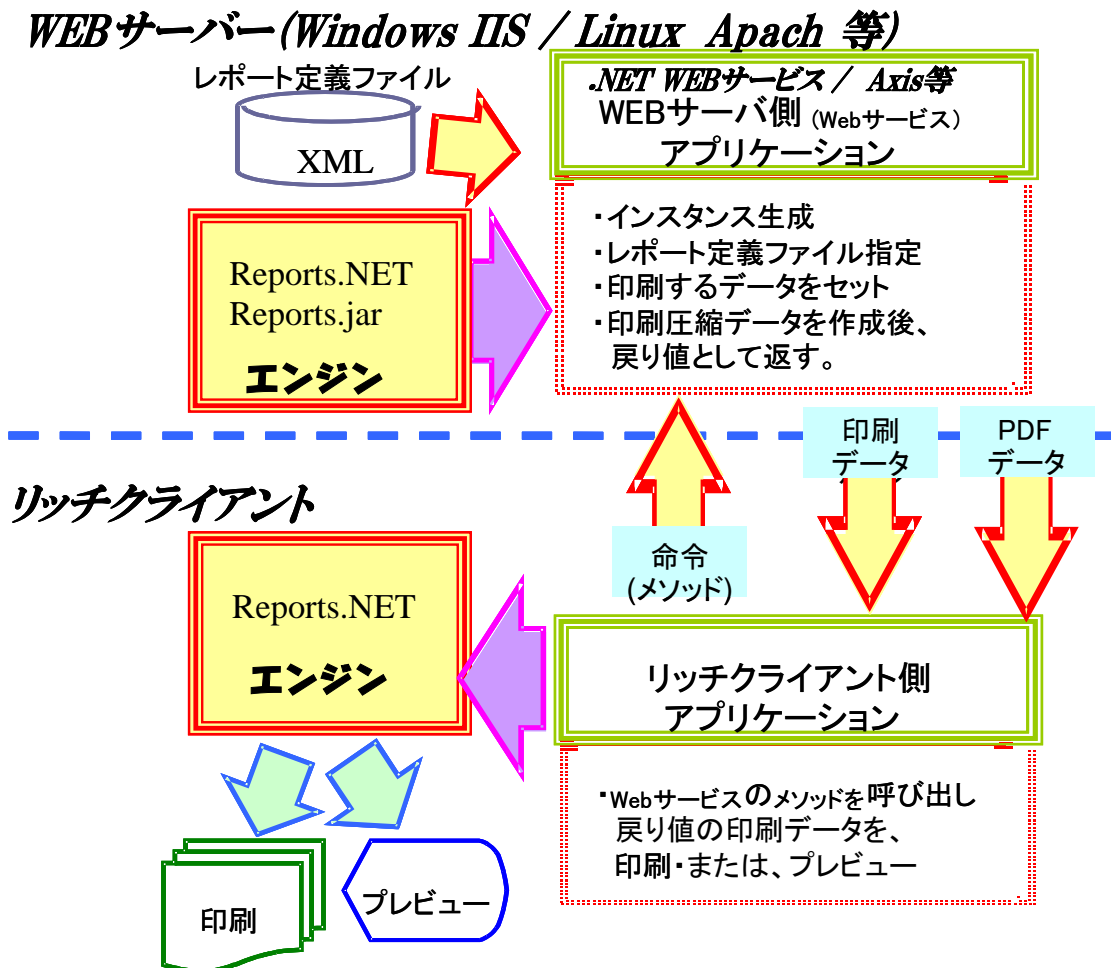 WEBサーバー(Windows IIS / Linux Apach 等)
レポート定義ファイル
XML
.NET WEBサービス / Axis等
WEBサーバ側 (Webサービス)
アプリケーション
・インスタンス生成
・レポート定義ファイル指定
・印刷するデータをセット
・印刷圧縮データを作成後、
戻り値として返す。
Reports.NET
Reports.jar
エンジン
印刷
データ
PDF
データ
命令
(メソッド)
リッチクライアント
Reports.NET
エンジン
リッチクライアント側
アプリケーション
・Webサービスのメソッドを呼び出し
戻り値の印刷データを、
印刷・または、プレビュー
印刷
プレビュー